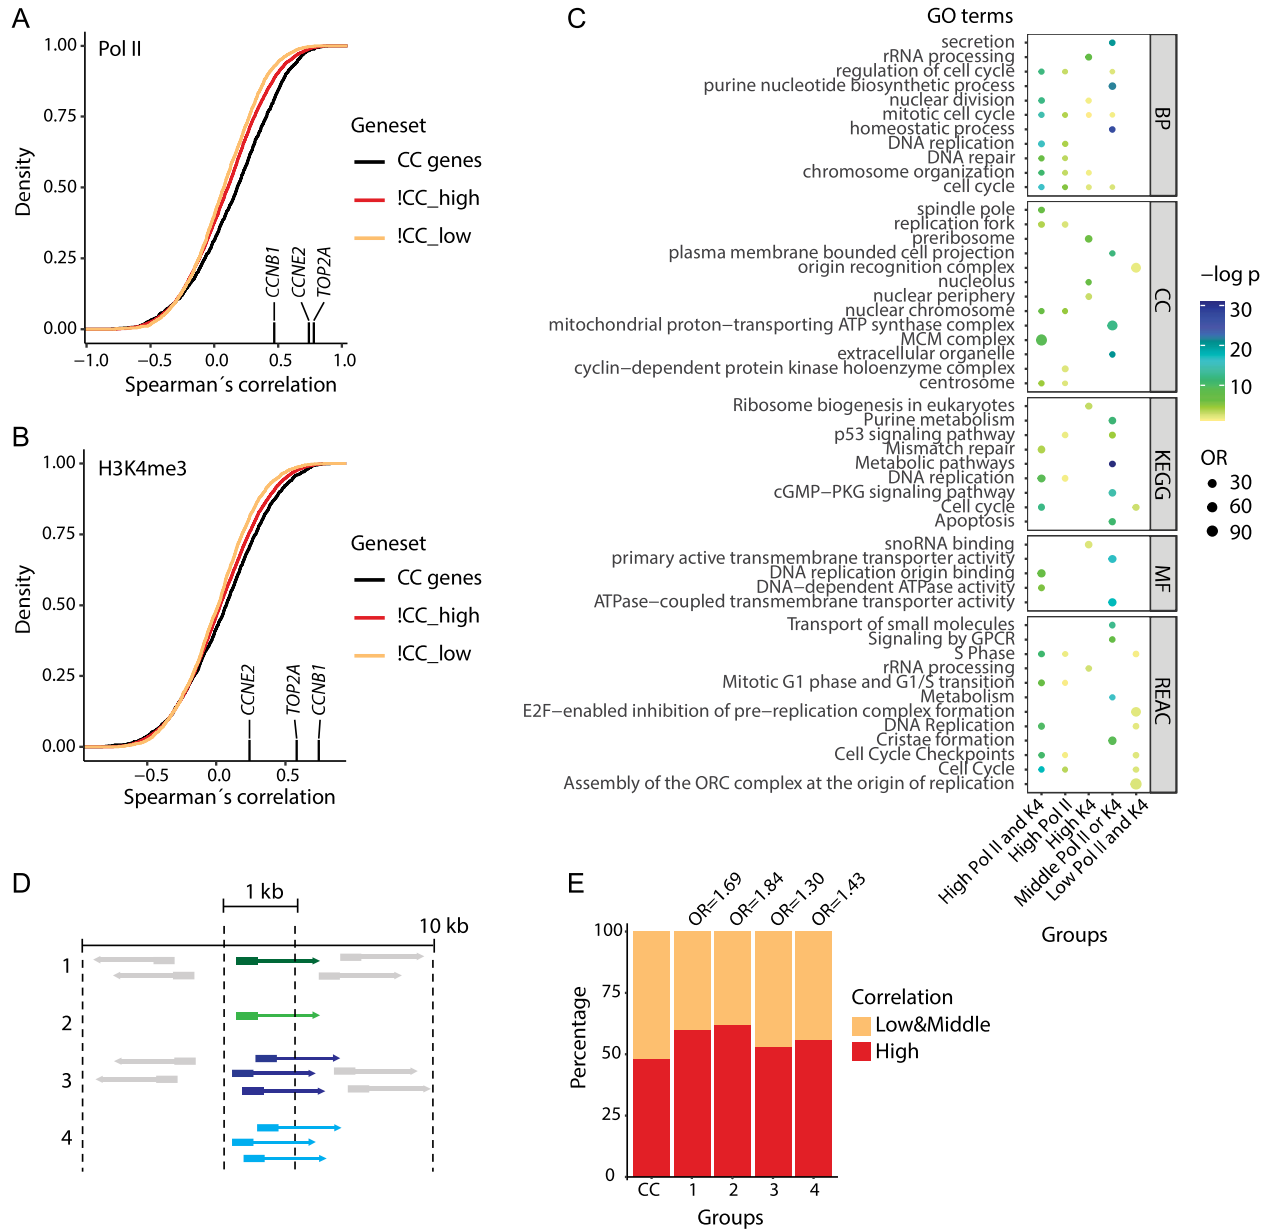 A
Pol II
1.00
0.75
0.50
0.25
0.00
Density
−1.0
−0.5
0.0
0.5
1.0
Spearman´s correlation
CCNB1
CCNE2
TOP2A
Geneset
CC genes
!CC_high
!CC_low
B
H3K4me3
1.00
0.75
0.50
0.25
0.00
Density
−0.5
0.0
0.5
Spearman´s correlation
CCNE2
TOP2A
CCNB1
Geneset
CC genes
!CC_high
!CC_low
C
GO terms
secretion
rRNA processing
regulation of cell cycle
purine nucleotide biosynthetic process
nuclear division
mitotic cell cycle
homeostatic process
DNA replication
DNA repair
chromosome organization
cell cycle
BP
spindle pole
replication fork
preribosome
plasma membrane bounded cell projection
origin recognition complex
nucleolus
nuclear periphery
nuclear chromosome
mitochondrial proton−transporting ATP synthase complex
MCM complex
extracellular organelle
cyclin−dependent protein kinase holoenzyme complex
centrosome
CC
Ribosome biogenesis in eukaryotes
Purine metabolism
p53 signaling pathway
Mismatch repair
Metabolic pathways
DNA replication
cGMP−PKG signaling pathway
Cell cycle
Apoptosis
KEGG
snoRNA binding
primary active transmembrane transporter activity
DNA replication origin binding
DNA−dependent ATPase activity
ATPase−coupled transmembrane transporter activity
MF
Transport of small molecules
Signaling by GPCR
S Phase
rRNA processing
Mitotic G1 phase and G1/S transition
Metabolism
E2F−enabled inhibition of pre−replication complex formation
DNA Replication
Cristae formation
Cell Cycle Checkpoints
Cell Cycle
Assembly of the ORC complex at the origin of replication
REAC
High Pol II and K4
High Pol II
High K4
Middle Pol II or K4
Low Pol II and K4
Groups
−log p
30
20
10
OR
30
60
90
D
1 kb
10 kb
1
2
3
4
E
OR=1.69
OR=1.84
OR=1.30
OR=1.43
100
75
50
25
0
Percentage
CC
1
2
3
4
Groups
Correlation
Low&Middle
High